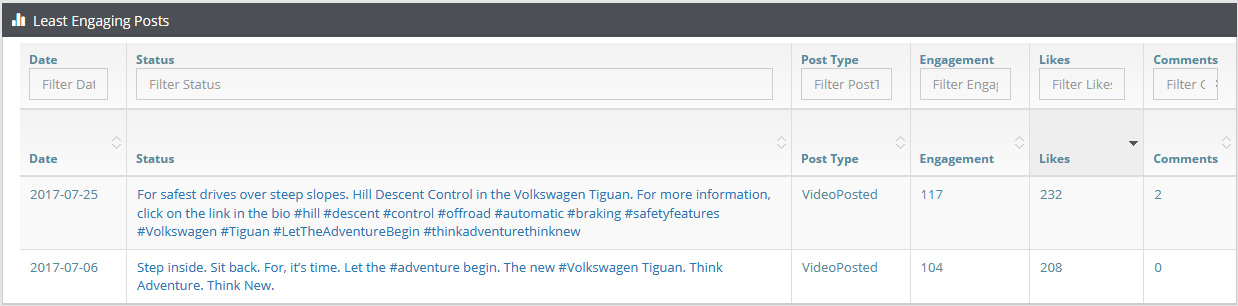 Least Engaging Posts
Date Status Post Type Engagement Likes Comments
Filter Dat Filter Status Filter PostT Filter Engag Filter Likes Filter C
Date Status Post Type Engagement Likes Comments
2017-07-25 For safest drives over steep slopes. Hill Descent Control in the Volkswagen Tiguan. For more information, VideoPosted 117 232 2
click on the link in the bio #hill #descent #control #offroad #automatic #braking #safetyfeatures
#Volkswagen #Tiguan #LetTheAdventureBegin #thinkadventurethinknew
2017-07-06 Step inside. Sit back. For, it’s time. Let the #adventure begin. The new #Volkswagen Tiguan. Think VideoPosted 104 208 0
Adventure. Think New.